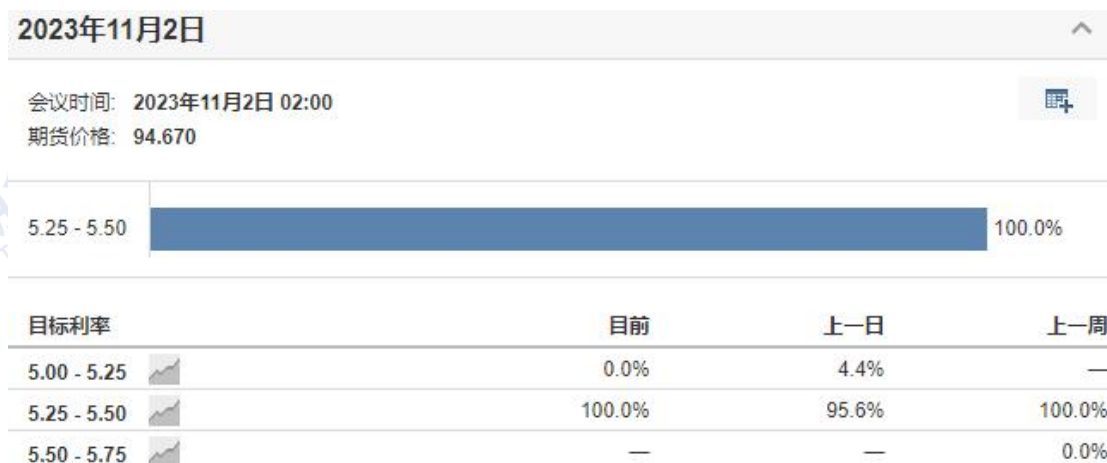 2023年11月2日
会议时间: 2023年11月2日 02:00
期货价格: 94.670
5.25 - 5.50 100.0%
目标利率 目前 上一日 上一周
5.00 - 5.25 0.0% 4.4% —
5.25 - 5.50 100.0% 95.6% 100.0%
5.50 - 5.75 — — 0.0%